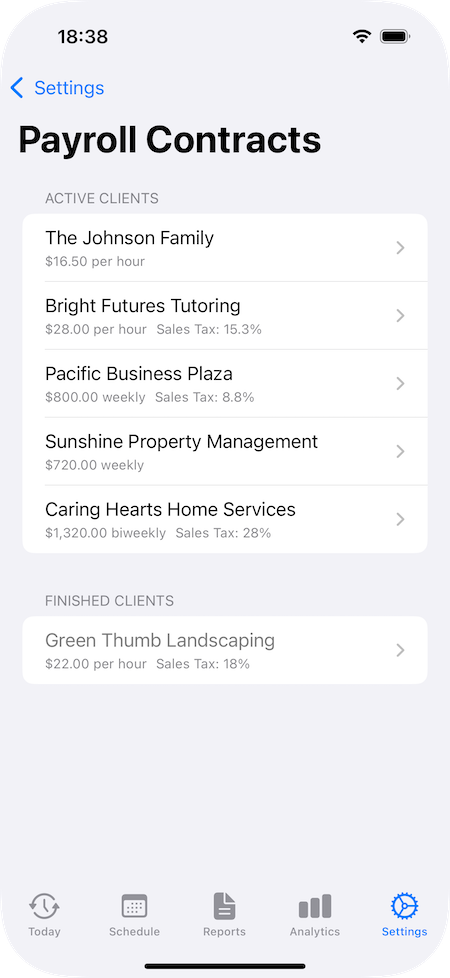 18:38
Settings
Payroll Contracts
ACTIVE CLIENTS
The Johnson Family
$16.50 per hour
Bright Futures Tutoring
$28.00 per hour Sales Tax: 15.3%
Pacific Business Plaza
$800.00 weekly Sales Tax: 8.8%
Sunshine Property Management
$720.00 weekly
Caring Hearts Home Services
$1,320.00 biweekly Sales Tax: 28%
FINISHED CLIENTS
Green Thumb Landscaping
$22.00 per hour Sales Tax: 18%
Today Schedule Reports Analytics Settings